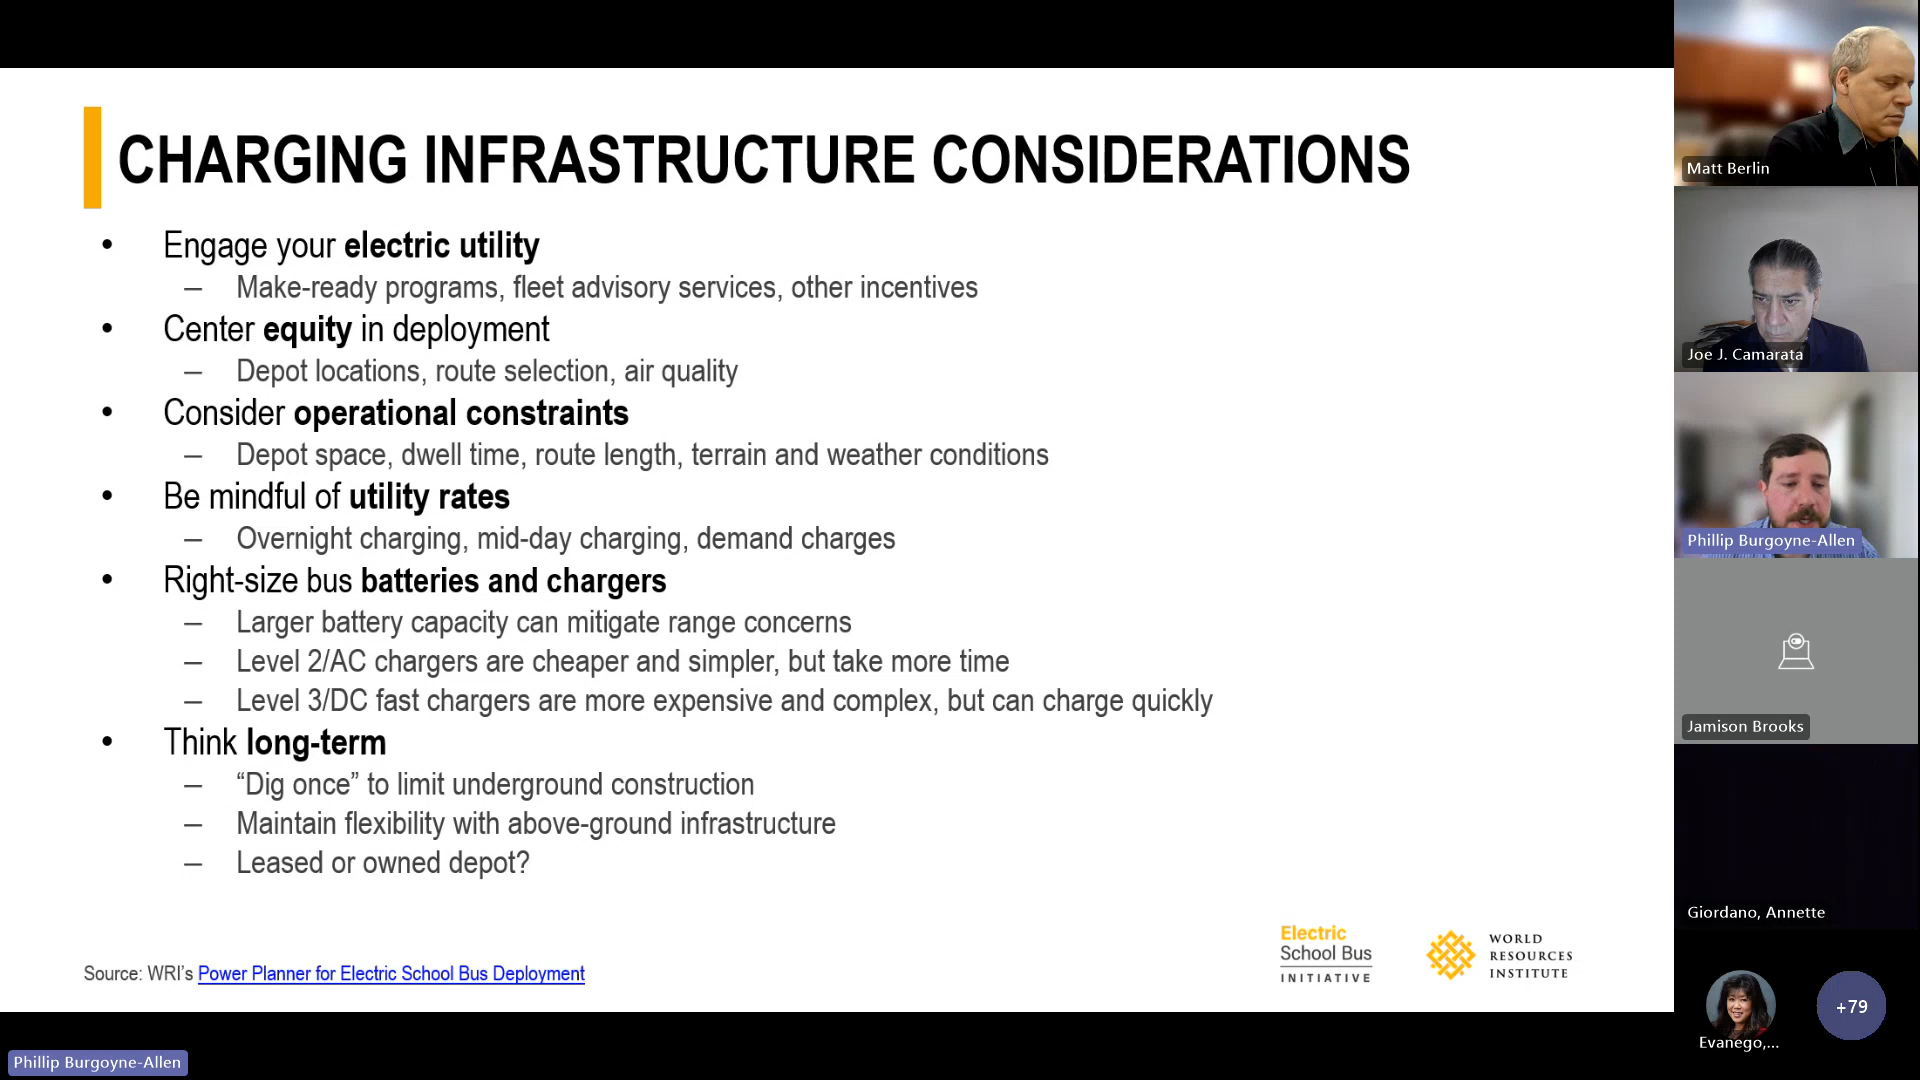 CHARGING INFRASTRUCTURE CONSIDERATIONS
• Engage your electric utility
– Make-ready programs, fleet advisory services, other incentives
• Center equity in deployment
– Depot locations, route selection, air quality
• Consider operational constraints
– Depot space, dwell time, route length, terrain and weather conditions
• Be mindful of utility rates
– Overnight charging, mid-day charging, demand charges
• Right-size bus batteries and chargers
– Larger battery capacity can mitigate range concerns
– Level 2/AC chargers are cheaper and simpler, but take more time
– Level 3/DC fast chargers are more expensive and complex, but can charge quickly
• Think long-term
– “Dig once” to limit underground construction
– Maintain flexibility with above-ground infrastructure
– Leased or owned depot?
Source: WRI’s Power Planner for Electric School Bus Deployment
Electric
School Bus
INITIATIVE
WORLD
RESOURCES
INSTITUTE
Phillip Burgoyne-Allen
Matt Berlin
Joe J. Camarata
Phillip Burgoyne-Allen
Jamison Brooks
Giordano, Annette
Evanego,...
+79